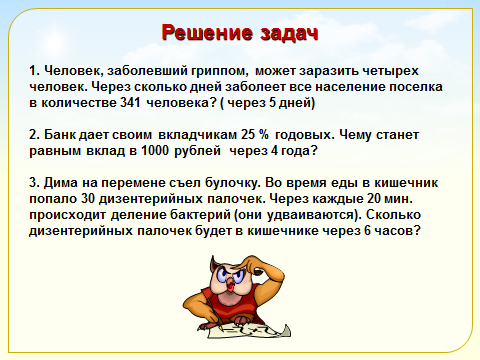 Решение задач
1. Человек, заболевший гриппом, может заразить четырех
человек. Через сколько дней заболеет все население поселка
в количестве 341 человека? ( через 5 дней)
2. Банк дает своим вкладчикам 25 % годовых. Чему станет
равным вклад в 1000 рублей через 4 года?
3. Дима на перемене съел булочку. Во время еды в кишечник
попало 30 дизентерийных палочек. Через каждые 20 мин.
происходит деление бактерий (они удваиваются). Сколько
дизентерийных палочек будет в кишечнике через 6 часов?